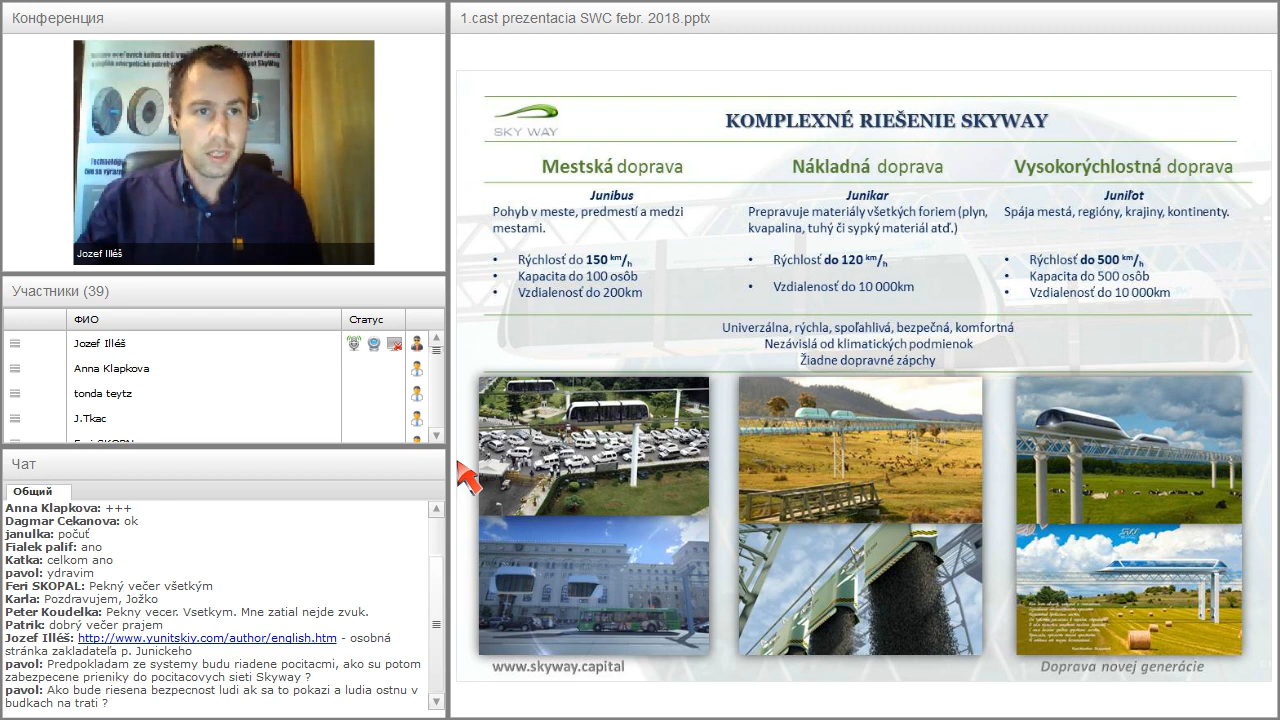 Конференция
Jozef Illéš
Участники (39)
ФИО
Статус
Jozef Illéš
Anna Klapkova
tonda teytz
J.Tkac
Feri SKOPAL
Чат
Общий
Anna Klapkova: +++
Dagmar Cekanova: ok
janulka: počuť
Fialek palif: ano
Katka: celkom ano
pavol: ydravim
Feri SKOPAL: Pekný večer všetkým
Karla: Pozdravujem, Jožko
Peter Koudelka: Pekny vecer. Vsetkym. Mne zatial nejde zvuk.
Patrik: dobrý večer prajem
Jozef Illéš: http://www.yunitskiy.com/author/english.htm - osobná
stránka zakladateľa p. Junického
pavol: Predpokladam ze systemy budu riadene pocitacmi, ako su potom
zabezpecene prieniky do pocitacovych sieti Skyway ?
pavol: Ako bude riesena bezpecnost ludi ak sa to pokazi a ludia ostnu v
budkach na trati ?
1.cast prezentacia SWC febr. 2018.pptx
SKY WAY
KOMPLEXNÉ RIEŠENIE SKYWAY
Mestská doprava
Junibus
Pohyb v meste, predmestí a medzi
mestami.
• Rýchlosť do 150 km/h
• Kapacita do 100 osôb
• Vzdialenosť do 200km
Nákladná doprava
Junikar
Prepravuje materiály všetkých foriem (plyn,
kvapalina, tuhý či sypký materiál atď.)
• Rýchlosť do 120 km/h
• Vzdialenosť do 10 000km
Vysokorýchlostná doprava
Juniľot
Spája mestá, regióny, krajiny, kontinenty.
• Rýchlosť do 500 km/h
• Kapacita do 500 osôb
• Vzdialenosť do 10 000km
Univerzálna, rýchla, spoľahlivá, bezpečná, komfortná
Nezávislá od klimatických podmienok
Žiadne dopravné zápchy
www.skyway.capital
Doprava novej generácie